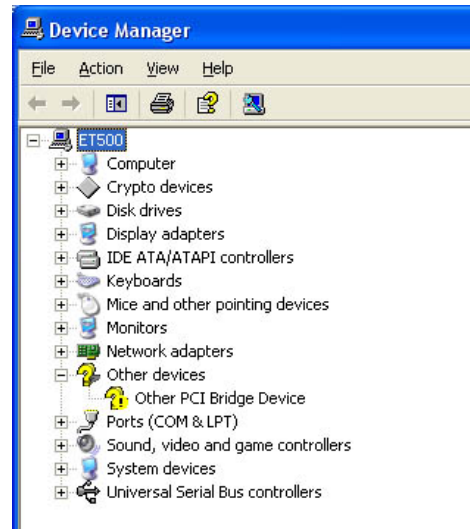 Device Manager
File Action View Help
ET500
Computer
Crypto devices
Disk drives
Display adapters
IDE ATA/ATAPI controllers
Keyboards
Mice and other pointing devices
Monitors
Network adapters
Other devices
Other PCI Bridge Device
Ports (COM & LPT)
Sound, video and game controllers
System devices
Universal Serial Bus controllers